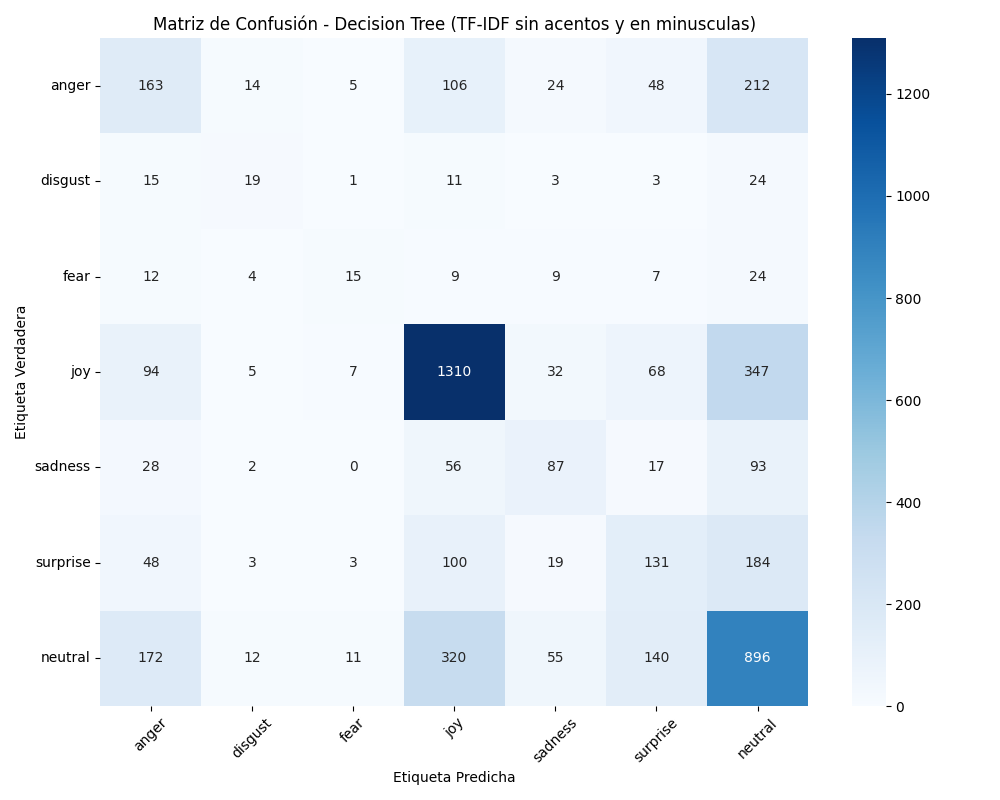 Matriz de Confusión - Decision Tree (TF-IDF sin acentos y en minusculas)
Etiqueta Verdadera
anger 163 14 5 106 24 48 212
disgust 15 19 1 11 3 3 24
fear 12 4 15 9 9 7 24
joy 94 5 7 1310 32 68 347
sadness 28 2 0 56 87 17 93
surprise 48 3 3 100 19 131 184
neutral 172 12 11 320 55 140 896
anger disgust fear joy sadness surprise neutral
Etiqueta Predicha
1200
1000
800
600
400
200
0